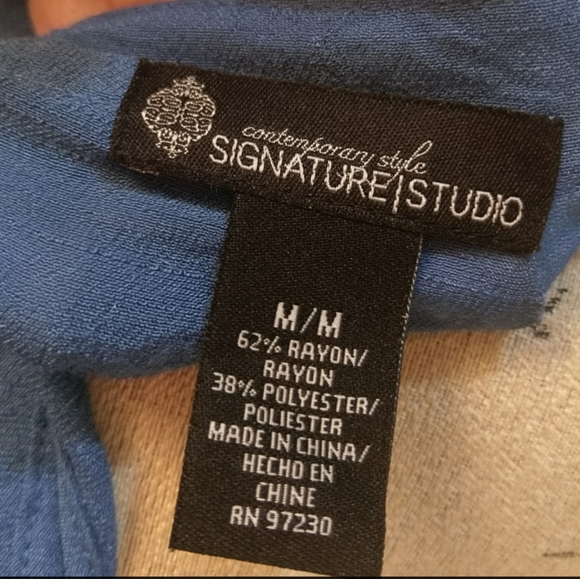 contemporary style
SIGNATURE|STUDIO
M/M
62% RAYON/
RAYON
38% POLYESTER/
POLIESTER
MADE IN CHINA/
HECHO EN
CHINE
RN 97230